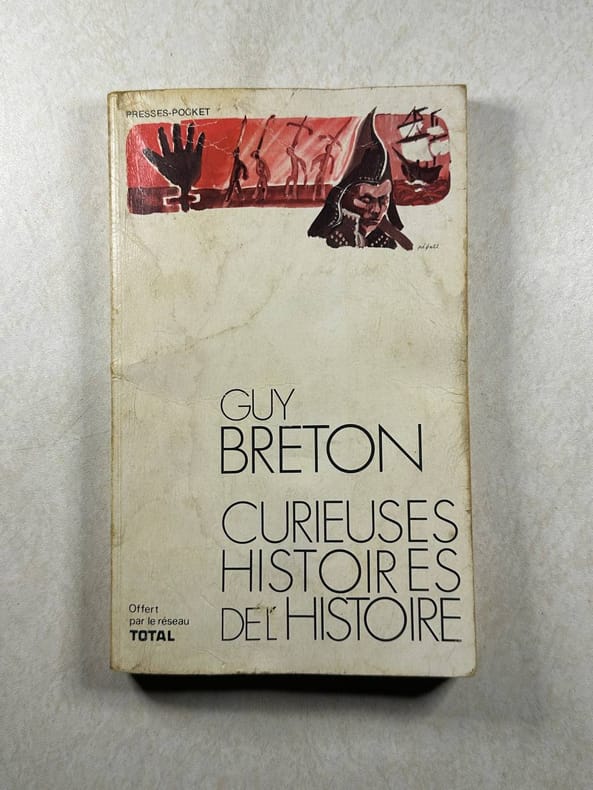 PRESSES-POCKET
GUY
BRETON
CURIEUSES
HISTOIRES
DE L'HISTOIRE
Offert
par le réseau
TOTAL